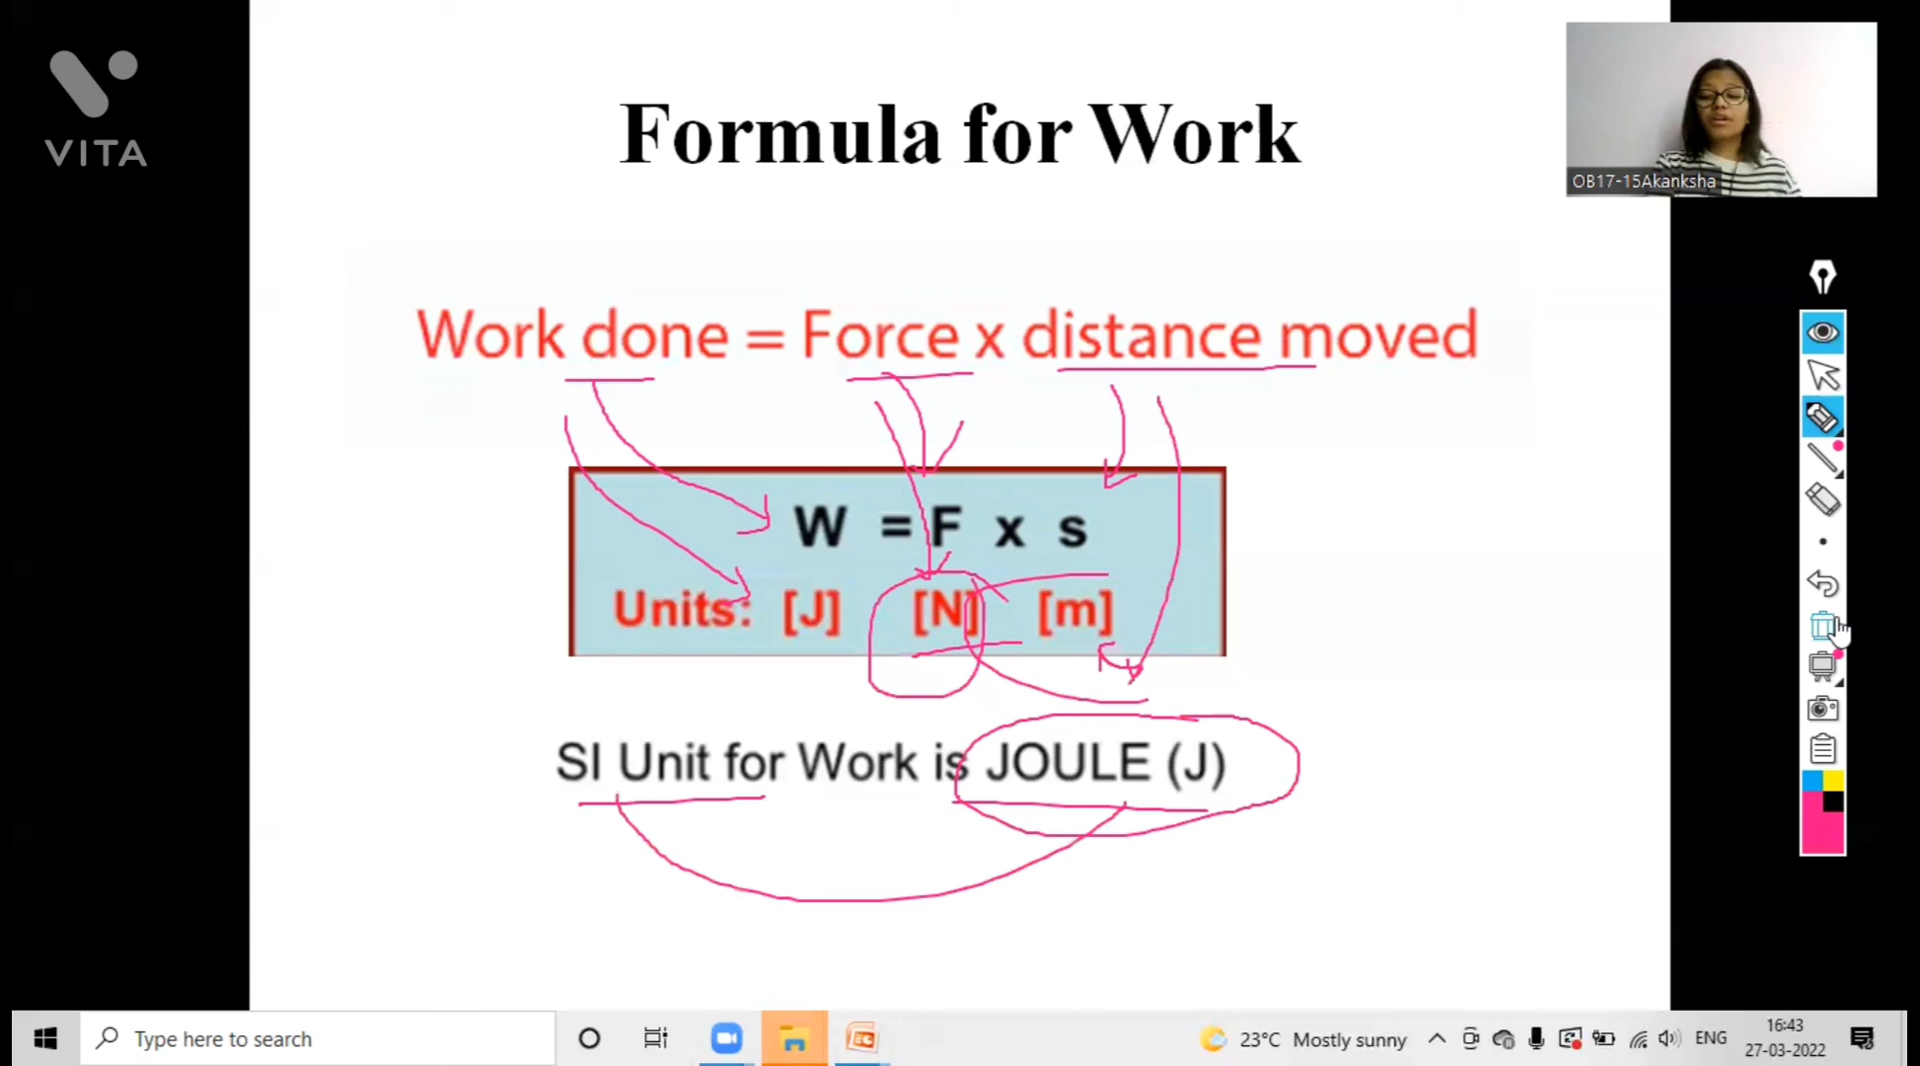 VITA
Formula for Work
OB17-15Akanksha
Work done = Force x distance moved
W = F x s
Units: [J] [N] [m]
SI Unit for Work is JOULE (J)
Type here to search
23°C Mostly sunny
ENG
16:43
27-03-2022